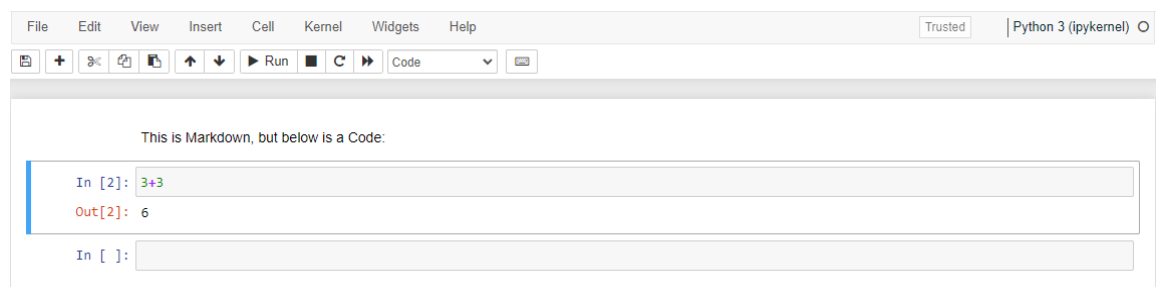 File Edit View Insert Cell Kernel Widgets Help Trusted Python 3 (ipykernel)
Run Code
This is Markdown, but below is a Code:
In [2]: 3+3
Out[2]: 6
In [ ]: